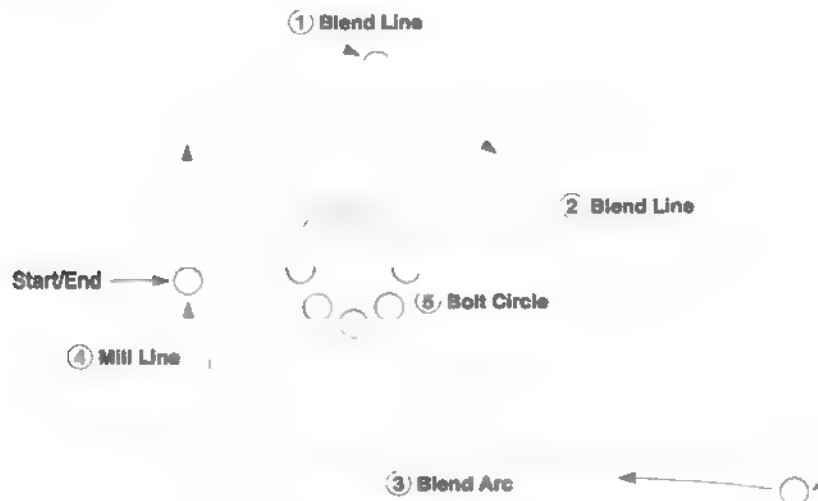 ① Blend Line
② Blend Line
Start/End
⑤ Bolt Circle
④ Mill Line
③ Blend Arc